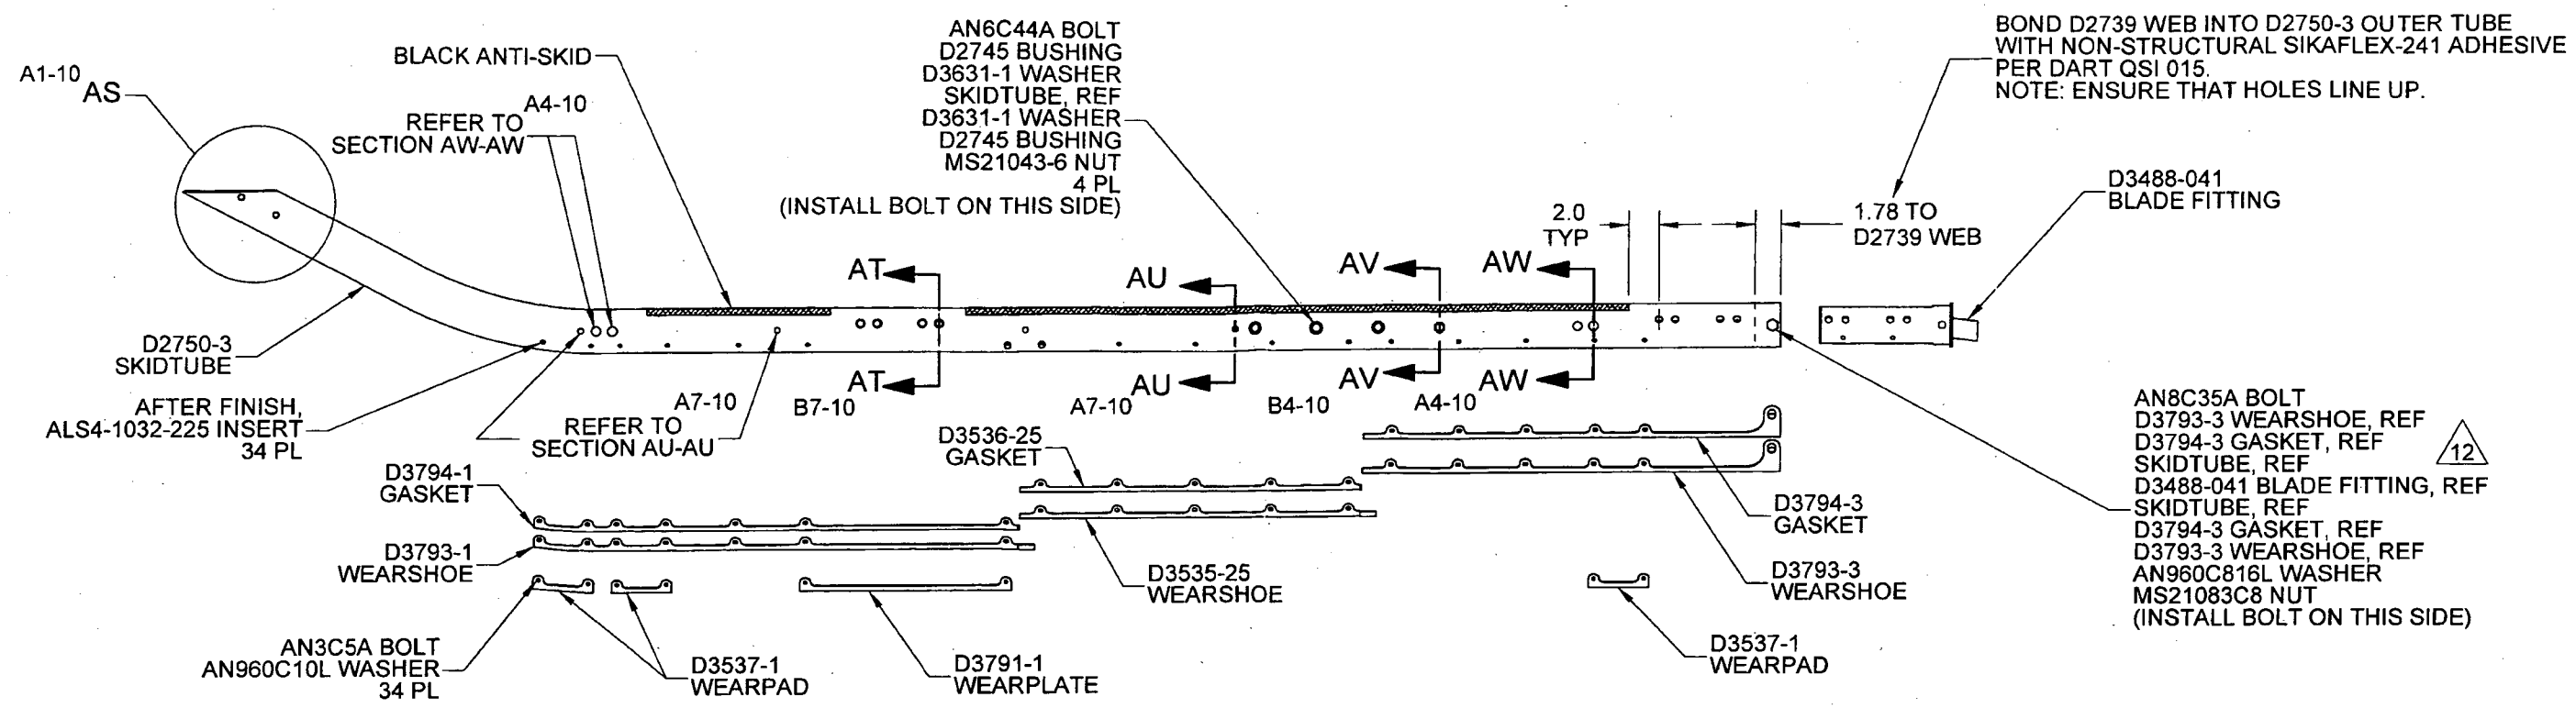 A1-10
AS
BLACK ANTI-SKID
A4-10
REFER TO
SECTION AW-AW
AN6C44A BOLT
D2745 BUSHING
D3631-1 WASHER
SKIDTUBE, REF
D3631-1 WASHER
D2745 BUSHING
MS21043-6 NUT
4 PL
(INSTALL BOLT ON THIS SIDE)
BOND D2739 WEB INTO D2750-3 OUTER TUBE
WITH NON-STRUCTURAL SIKAFLEX-241 ADHESIVE
PER DART QSI 015.
NOTE: ENSURE THAT HOLES LINE UP.
D3488-041
BLADE FITTING
2.0
TYP
1.78 TO
D2739 WEB
AT
AU
AV
AW
D2750-3
SKIDTUBE
AT
AU
AV
AW
AFTER FINISH,
ALS4-1032-225 INSERT
34 PL
A7-10
B7-10
A7-10
B4-10
A4-10
REFER TO
SECTION AU-AU
D3536-25
GASKET
D3794-1
GASKET
D3793-1
WEARSHOE
D3794-3
GASKET
D3535-25
WEARSHOE
D3793-3
WEARSHOE
AN8C35A BOLT
D3793-3 WEARSHOE, REF
D3794-3 GASKET, REF
SKIDTUBE, REF
D3488-041 BLADE FITTING, REF
SKIDTUBE, REF
D3794-3 GASKET, REF
D3793-3 WEARSHOE, REF
AN960C816L WASHER
MS21083C8 NUT
(INSTALL BOLT ON THIS SIDE)
12
AN3C5A BOLT
AN960C10L WASHER
34 PL
D3537-1
WEARPAD
D3791-1
WEARPLATE
D3537-1
WEARPAD